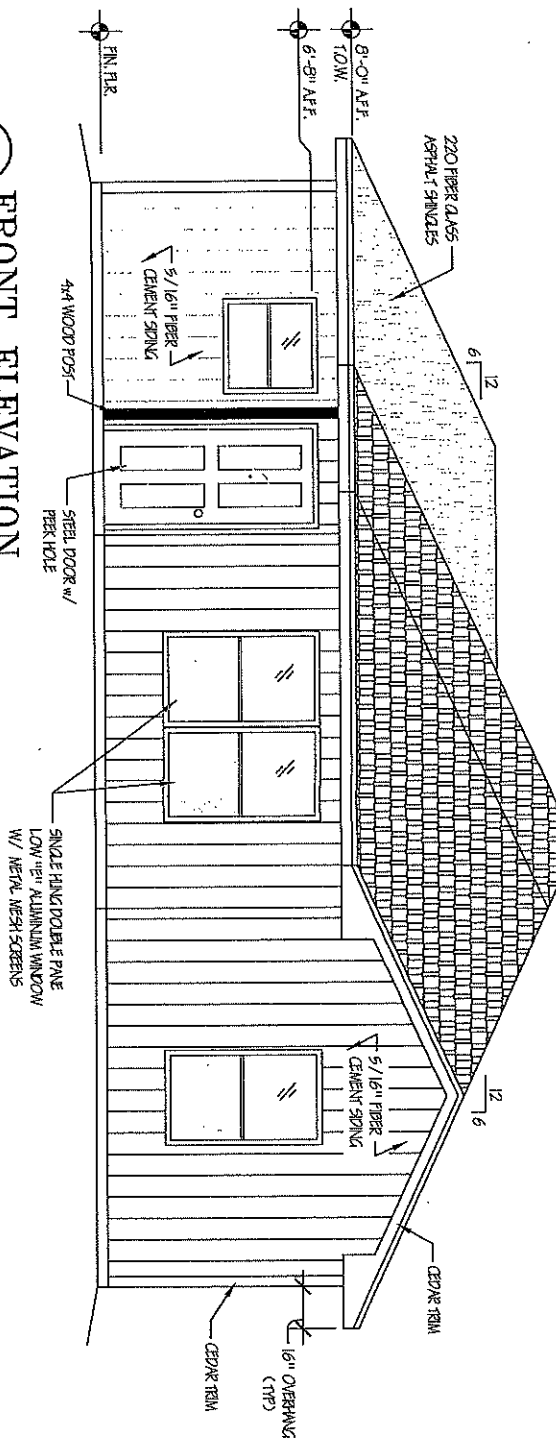 8'-0" A.F.F.
T.O.W.
6'-8" A.F.F.
FIN. FLR.
220 FIBER GLASS
ASPHALT SHINGLES
6
12
12
6
5/16" FIBER
CEMENT SIDING
5/16" FIBER
CEMENT SIDING
CEDAR TRIM
16" OVERHANG
(TYP)
CEDAR TRIM
4x4 WOOD POST
STEEL DOOR w/
PEEK HOLE
SINGLE HUNG DOUBLE PANE
LOW "E" ALUMINUM WINDOW
W/ METAL MESH SCREENS
FRONT ELEVATION